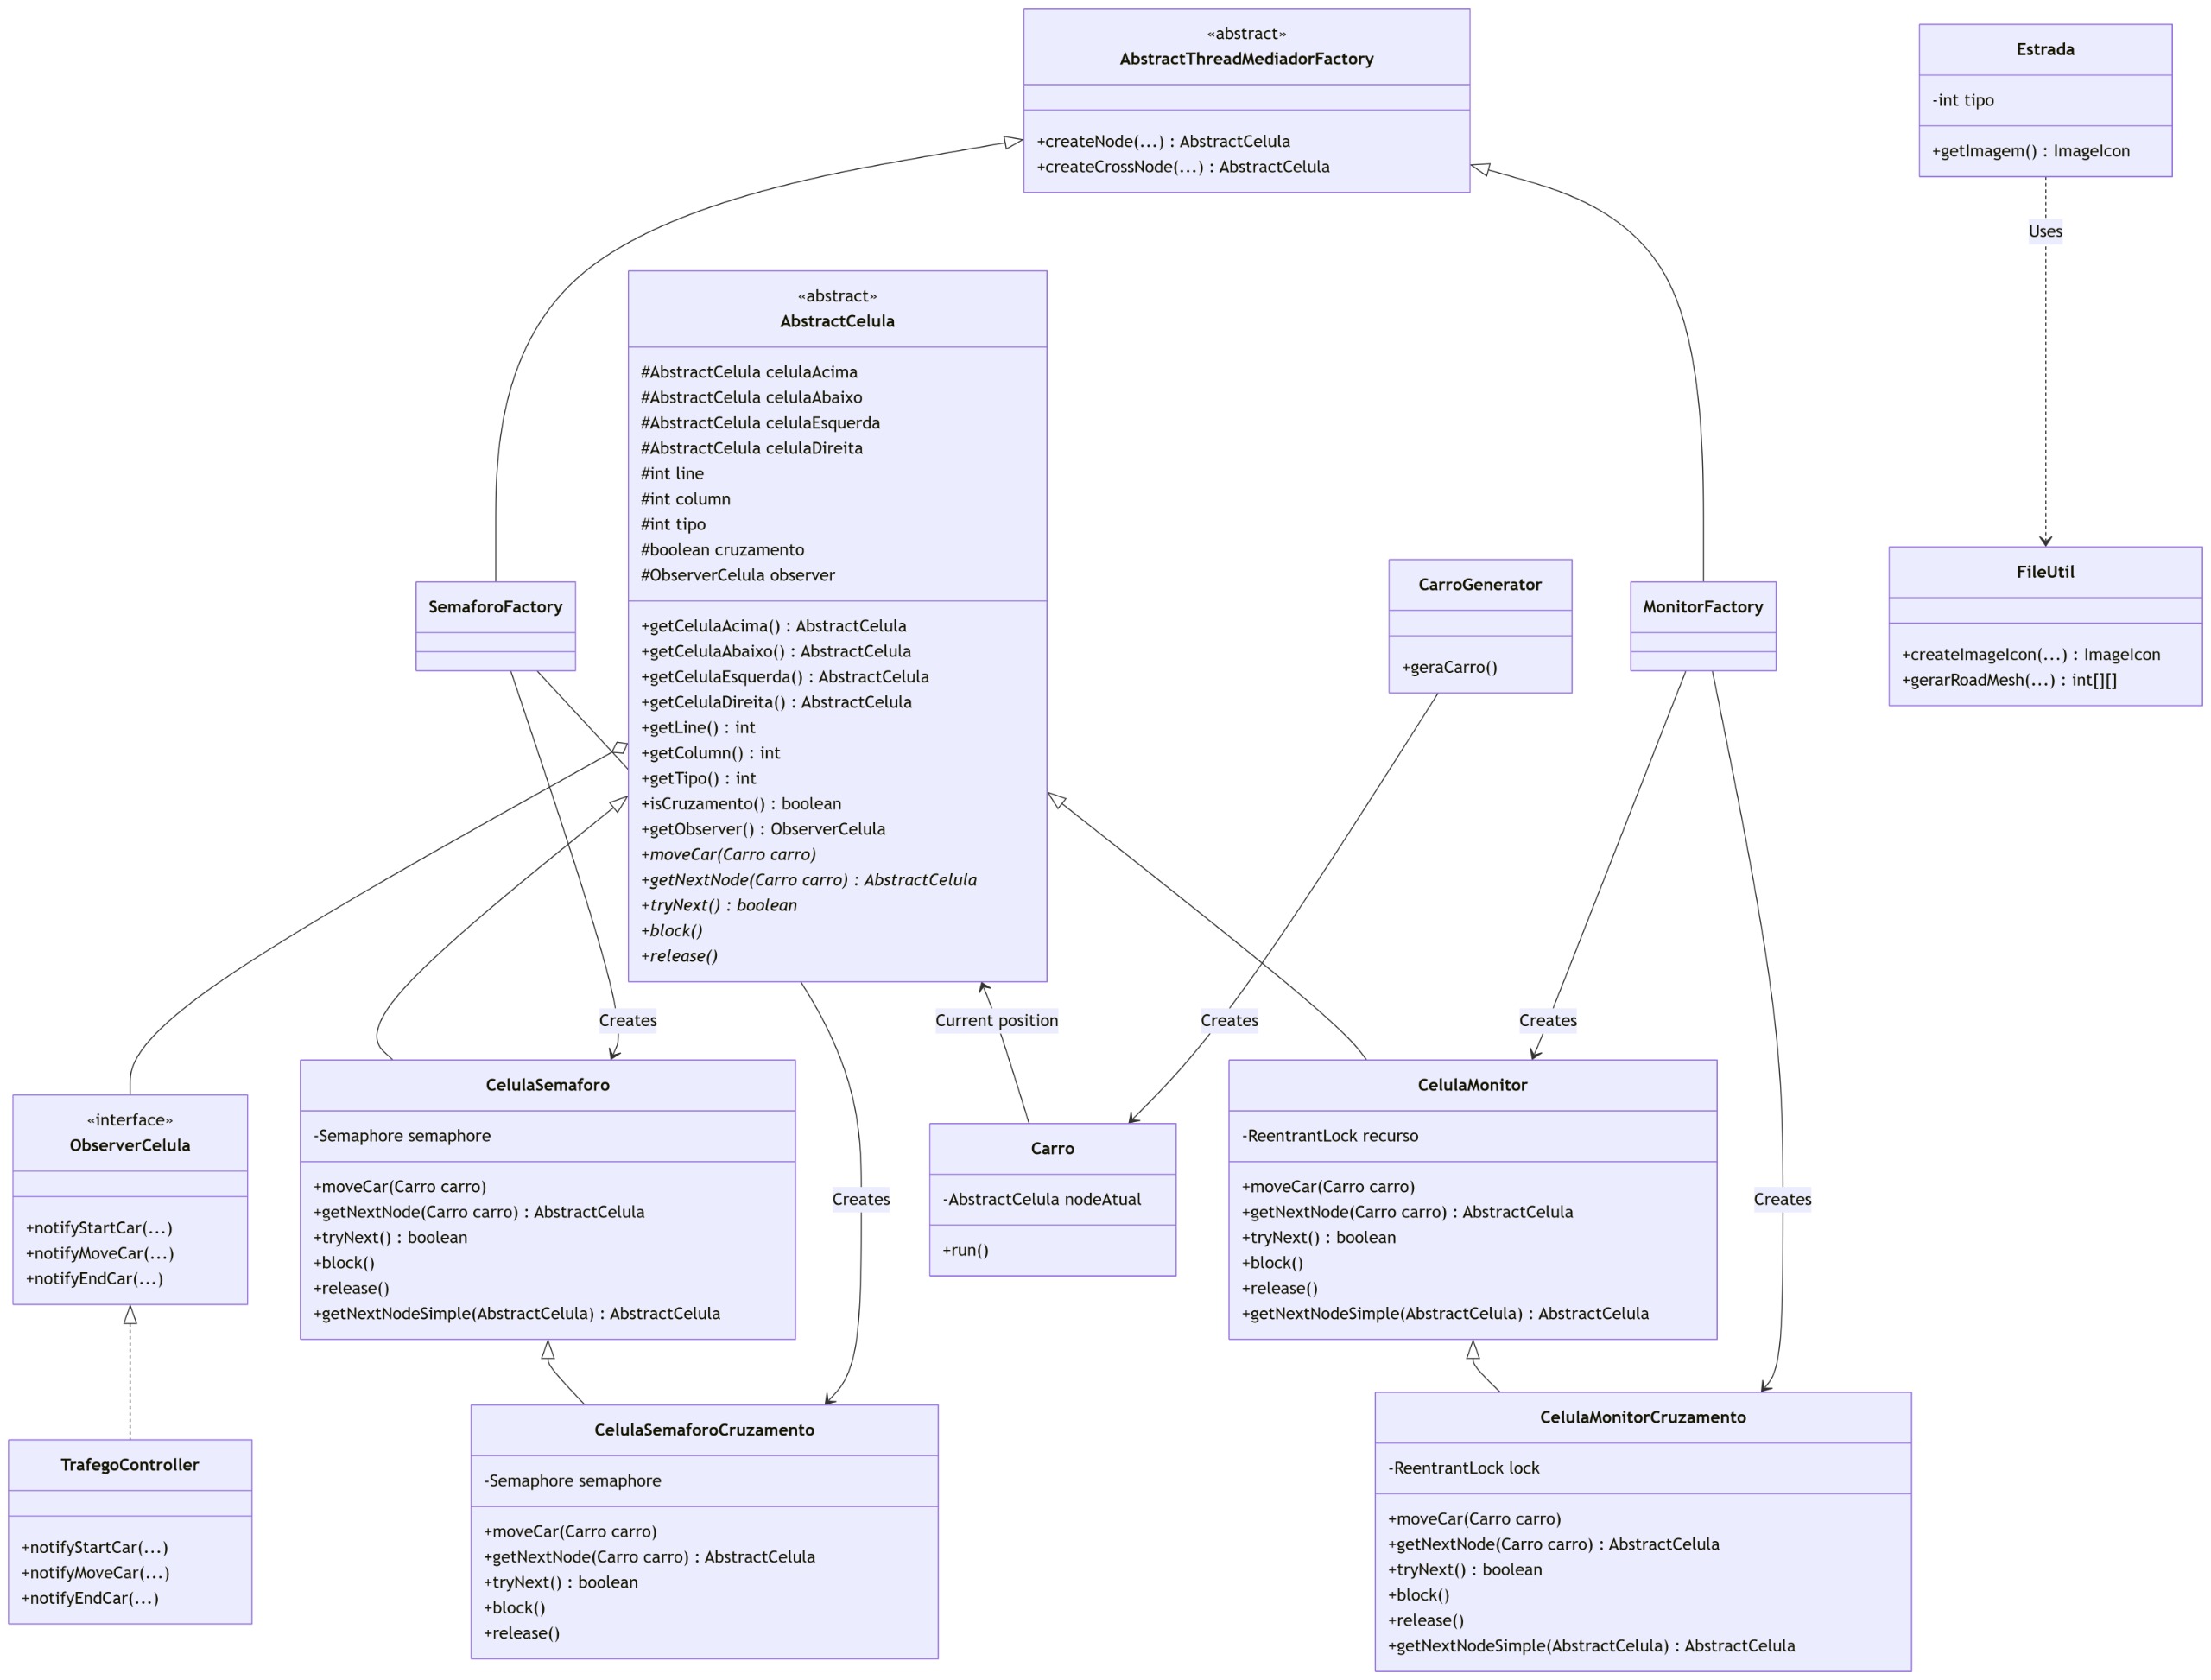 «abstract»
AbstractThreadMediadorFactory
+createNode(...) : AbstractCelula
+createCrossNode(...) : AbstractCelula
Estrada
-int tipo
+getImagem() : ImageIcon
Uses
«abstract»
AbstractCelula
#AbstractCelula celulaAcima
#AbstractCelula celulaAbaixo
#AbstractCelula celulaEsquerda
#AbstractCelula celulaDireita
#int line
#int column
#int tipo
#boolean cruzamento
#ObserverCelula observer
+getCelulaAcima() : AbstractCelula
+getCelulaAbaixo() : AbstractCelula
+getCelulaEsquerda() : AbstractCelula
+getCelulaDireita() : AbstractCelula
+getLine() : int
+getColumn() : int
+getTipo() : int
+isCruzamento() : boolean
+getObserver() : ObserverCelula
+moveCar(Carro carro)
+getNextNode(Carro carro) : AbstractCelula
+tryNext() : boolean
+block()
+release()
SemaforoFactory
CarroGenerator
+geraCarro()
MonitorFactory
FileUtil
+createImageIcon(...) : ImageIcon
+gerarRoadMesh(...) : int[][]
Creates
Current position
Creates
Creates
«interface»
ObserverCelula
+notifyStartCar(...)
+notifyMoveCar(...)
+notifyEndCar(...)
CelulaSemaforo
-Semaphore semaphore
+moveCar(Carro carro)
+getNextNode(Carro carro) : AbstractCelula
+tryNext() : boolean
+block()
+release()
+getNextNodeSimple(AbstractCelula) : AbstractCelula
Creates
Carro
-AbstractCelula nodeAtual
+run()
CelulaMonitor
-ReentrantLock recurso
+moveCar(Carro carro)
+getNextNode(Carro carro) : AbstractCelula
+tryNext() : boolean
+block()
+release()
+getNextNodeSimple(AbstractCelula) : AbstractCelula
Creates
TrafegoController
+notifyStartCar(...)
+notifyMoveCar(...)
+notifyEndCar(...)
CelulaSemaforoCruzamento
-Semaphore semaphore
+moveCar(Carro carro)
+getNextNode(Carro carro) : AbstractCelula
+tryNext() : boolean
+block()
+release()
CelulaMonitorCruzamento
-ReentrantLock lock
+moveCar(Carro carro)
+getNextNode(Carro carro) : AbstractCelula
+tryNext() : boolean
+block()
+release()
+getNextNodeSimple(AbstractCelula) : AbstractCelula